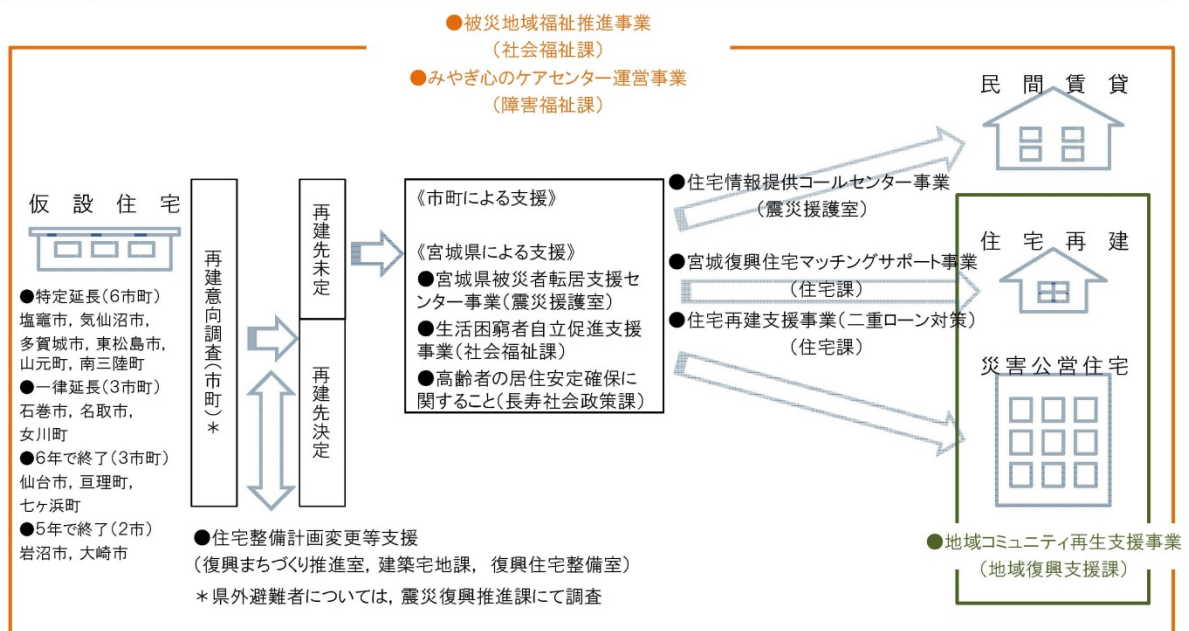 ●被災地域福祉推進事業
(社会福祉課)
●みやぎ心のケアセンター運営事業
(障害福祉課)
仮設住宅
●特定延長(6市町)
塩竈市, 気仙沼市,
多賀城市, 東松島市,
山元町, 南三陸町
●一律延長(3市町)
石巻市, 名取市,
女川町
●6年で終了(3市町)
仙台市, 亘理町,
七ヶ浜町
●5年で終了(2市)
岩沼市, 大崎市
再建意向調査(市町)*
再建先未定
再建先決定
《市町による支援》
《宮城県による支援》
●宮城県被災者転居支援セ
ンター事業(震災援護室)
●生活困窮者自立促進支援
事業(社会福祉課)
●高齢者の居住安定確保に
関すること(長寿社会政策課)
●住宅整備計画変更等支援
(復興まちづくり推進室, 建築宅地課, 復興住宅整備室)
*県外避難者については, 震災復興推進課にて調査
●住宅情報提供コールセンター事業
(震災援護室)
●宮城復興住宅マッチングサポート事業
(住宅課)
●住宅再建支援事業(二重ローン対策)
(住宅課)
民間賃貸
住宅再建
災害公営住宅
●地域コミュニティ再生支援事業
(地域復興支援課)